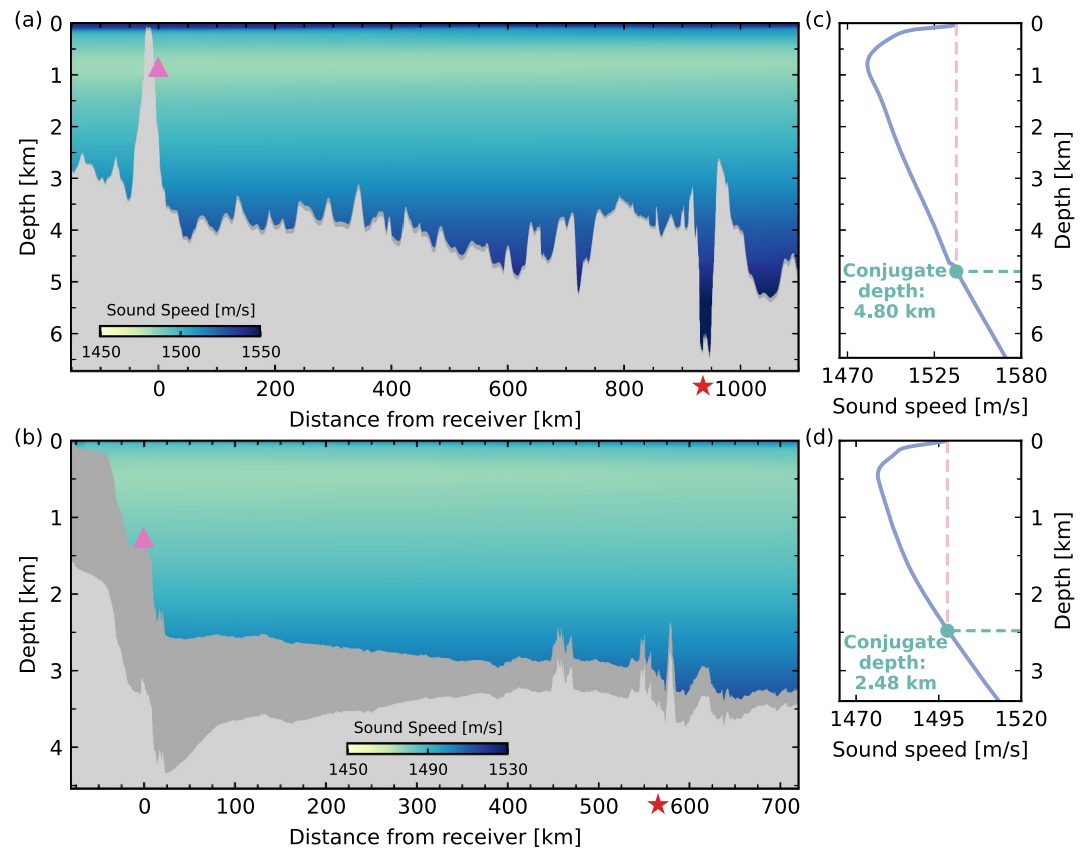 (a)
0
1
2
3
4
5
6
Depth [km]
Sound Speed [m/s]
1450 1500 1550
0 200 400 600 800 1000
Distance from receiver [km]
(c)
0
1
2
3
4
5
6
Depth [km]
Conjugate
depth:
4.80 km
1470 1525 1580
Sound speed [m/s]
(b)
0
1
2
3
4
Depth [km]
Sound Speed [m/s]
1450 1490 1530
0 100 200 300 400 500 600 700
Distance from receiver [km]
(d)
0
1
2
3
Depth [km]
Conjugate
depth:
2.48 km
1470 1495 1520
Sound speed [m/s]